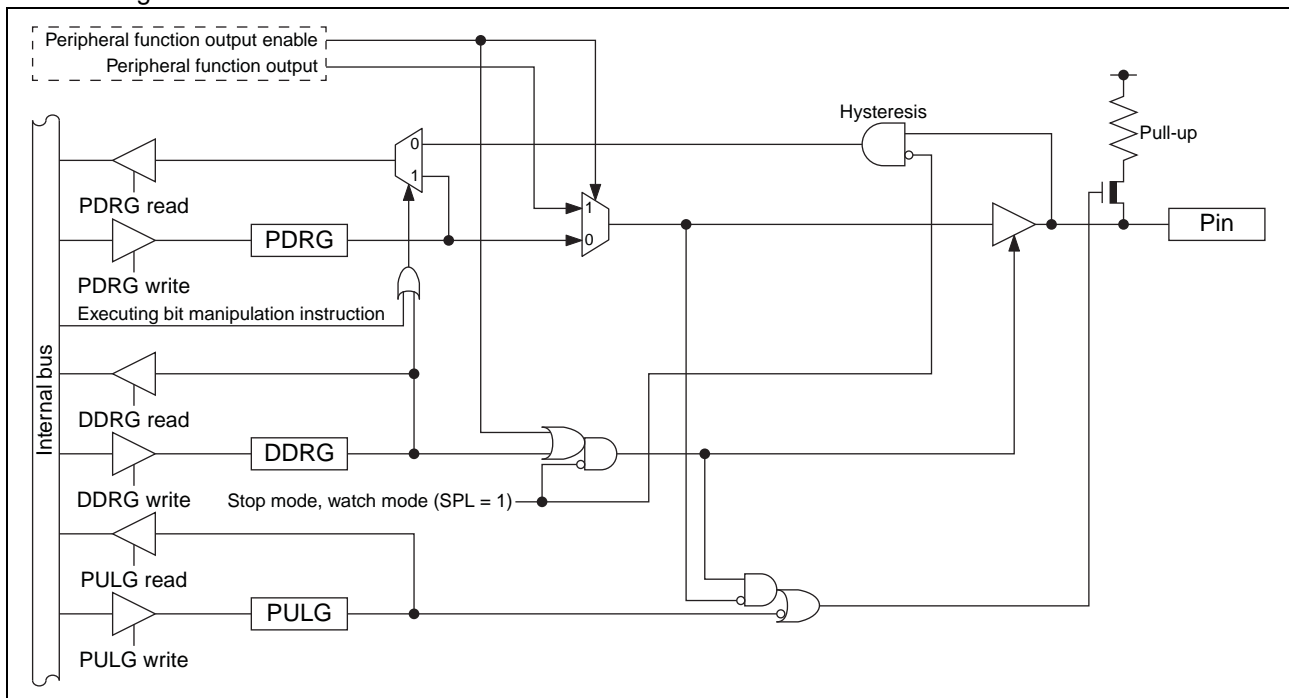 Peripheral function output enable
Peripheral function output
Hysteresis
Pull-up
0
1
PDRG read
1
0
PDRG
Pin
PDRG write
Executing bit manipulation instruction
Internal bus
DDRG read
DDRG
DDRG write
Stop mode, watch mode (SPL = 1)
PULG read
PULG
PULG write